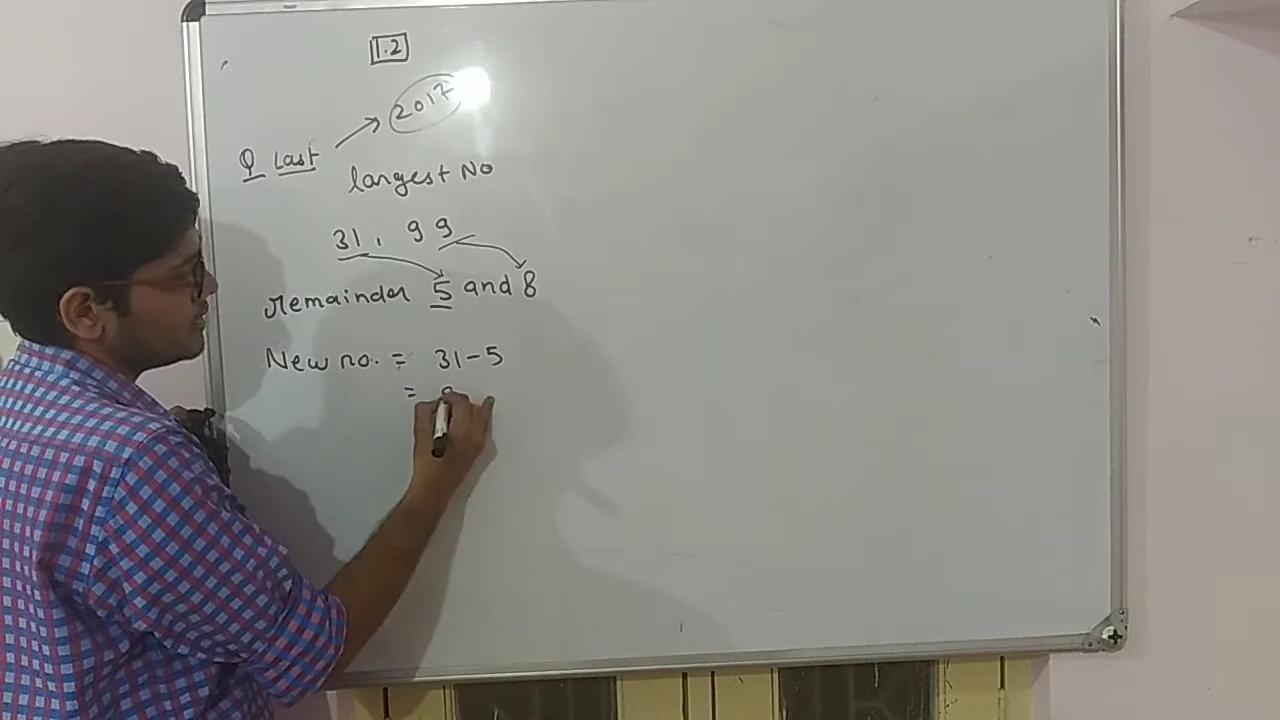 1.2
2017
Q Last
largest No
31, 99
remainder 5 and 8
New no. = 31-5
=